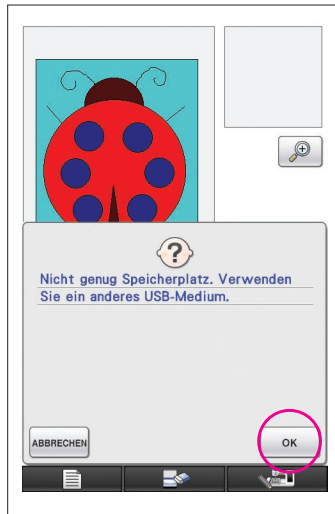 ?
Nicht genug Speicherplatz. Verwenden
Sie ein anderes USB-Medium.
ABBRECHEN
OK